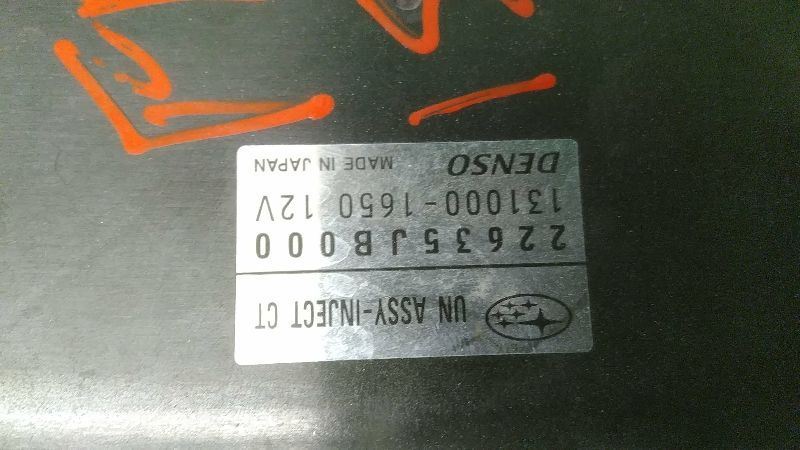 UN ASSY-INJECT CT
22635JB000
131000-1650 12V
DENSO MADE IN JAPAN